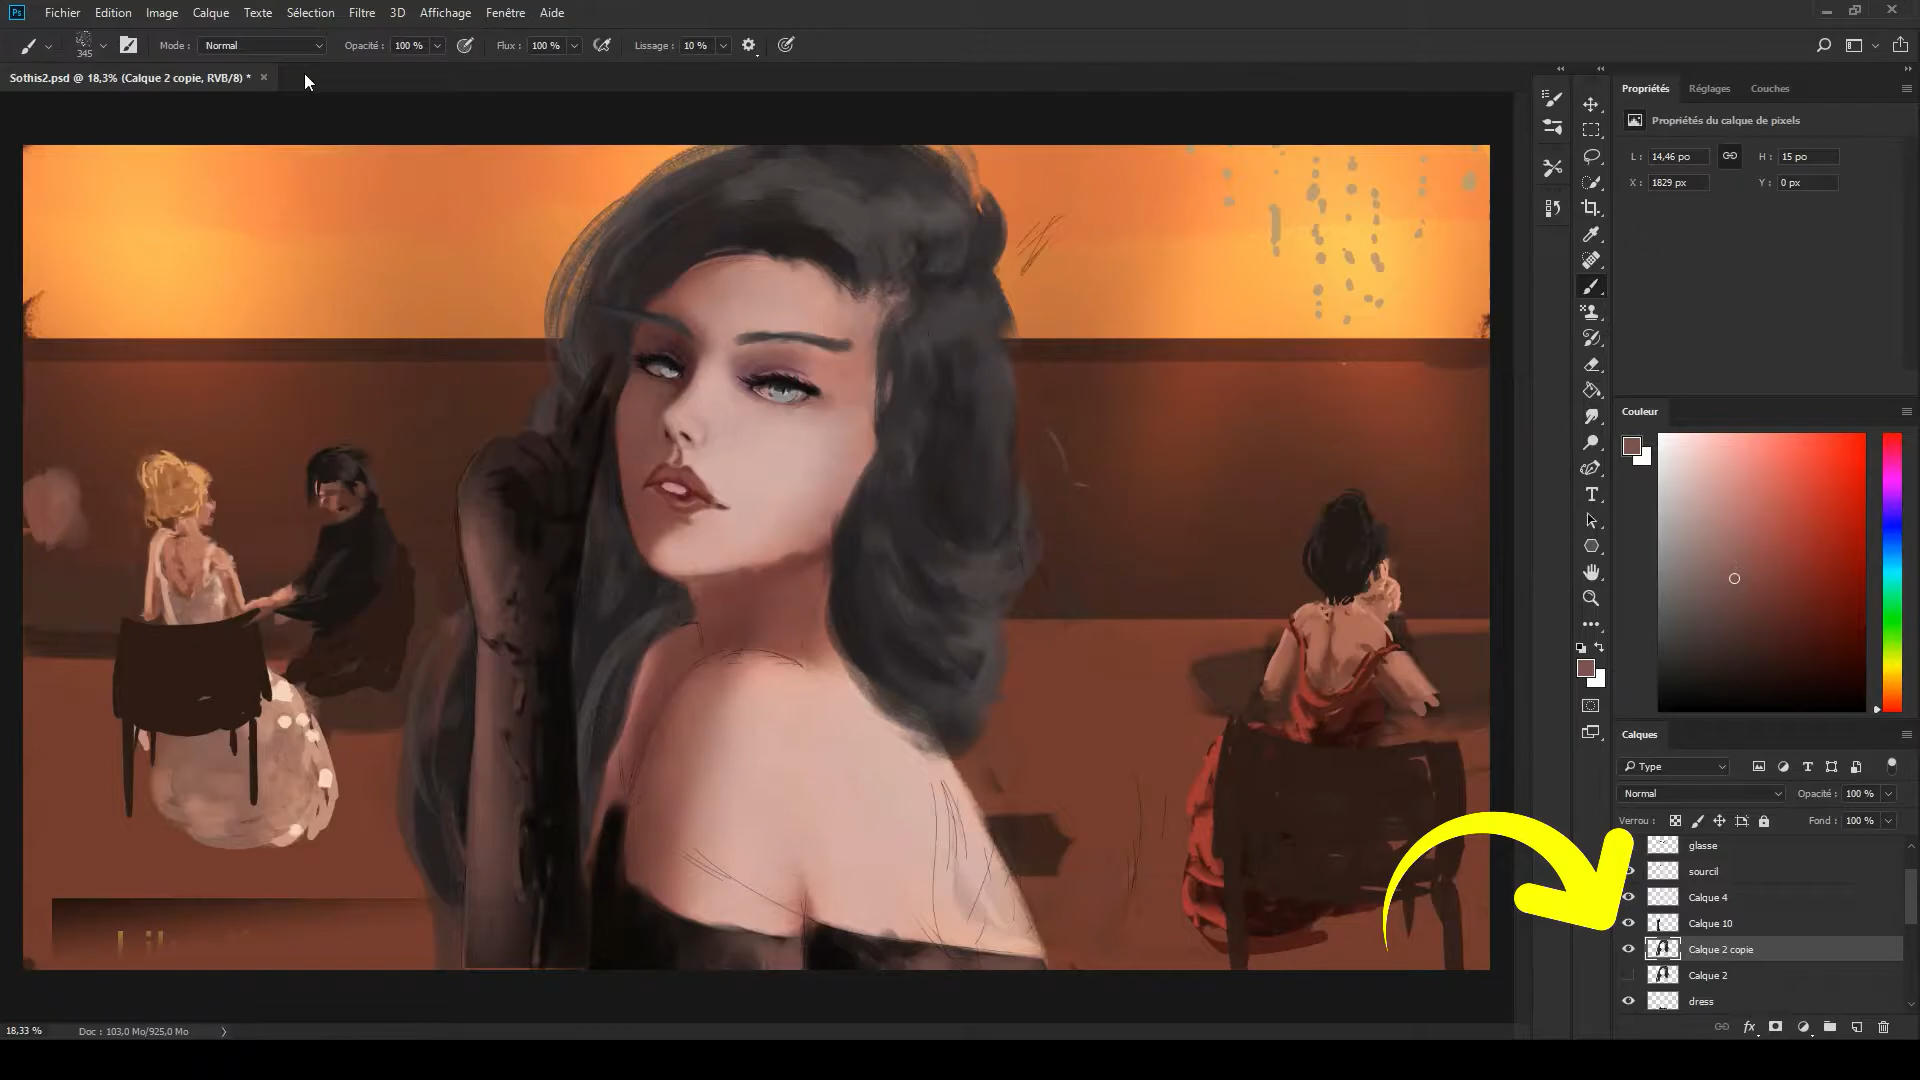 Ps Fichier Edition Image Calque Texte Sélection Filtre 3D Affichage Fenêtre Aide
345 Mode : Normal Opacité : 100 % Flux : 100 % Lissage : 10 %
Sothis2.psd @ 18,3% (Calque 2 copie, RVB/8) * ×
Propriétés Réglages Couches
Propriétés du calque de pixels
L : 14,46 po H : 15 po
X : 1829 px Y : 0 px
Couleur
Calques
Type
Normal Opacité : 100 %
Verrou : Fond : 100 %
glasse
sourcil
Calque 4
Calque 10
Calque 2 copie
Calque 2
dress
fx
18,33 % Doc : 103,0 Mo/925,0 Mo